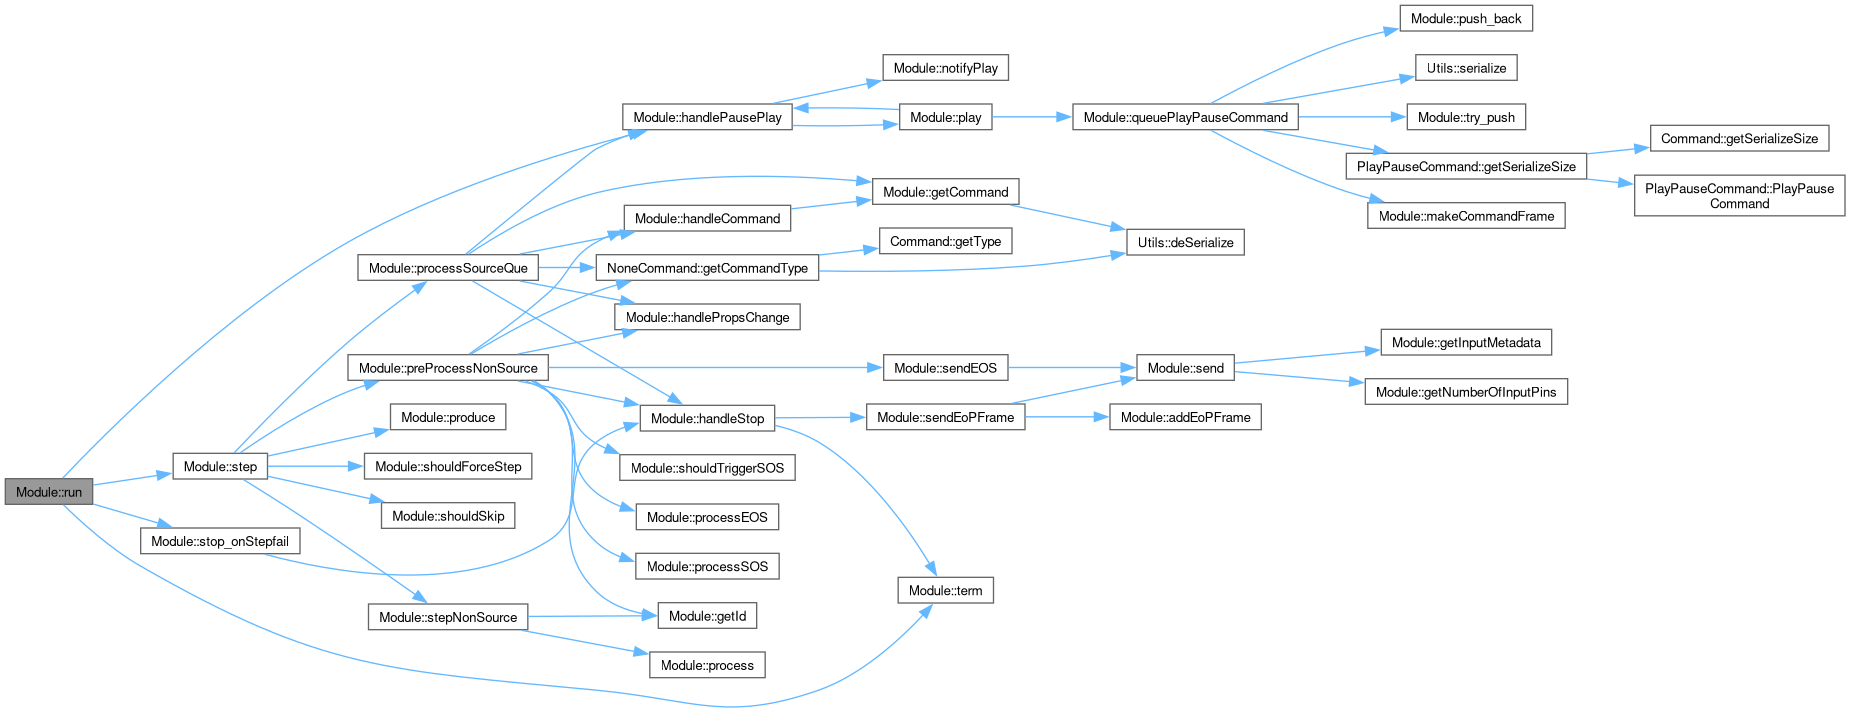 Module::run
Module::step
Module::stop_onStepfail
Module::processSourceQue
Module::preProcessNonSource
Module::produce
Module::shouldForceStep
Module::shouldSkip
Module::stepNonSource
Module::handlePausePlay
Module::handleCommand
NoneCommand::getCommandType
Module::handlePropsChange
Module::handleStop
Module::shouldTriggerSOS
Module::processEOS
Module::processSOS
Module::getId
Module::process
Module::notifyPlay
Module::play
Module::getCommand
Command::getType
Module::sendEOS
Module::sendEoPFrame
Module::term
Module::queuePlayPauseCommand
Utils::deSerialize
Module::send
Module::addEoPFrame
Module::push_back
Utils::serialize
Module::try_push
PlayPauseCommand::getSerializeSize
Module::makeCommandFrame
Module::getInputMetadata
Module::getNumberOfInputPins
Command::getSerializeSize
PlayPauseCommand::PlayPause
Command